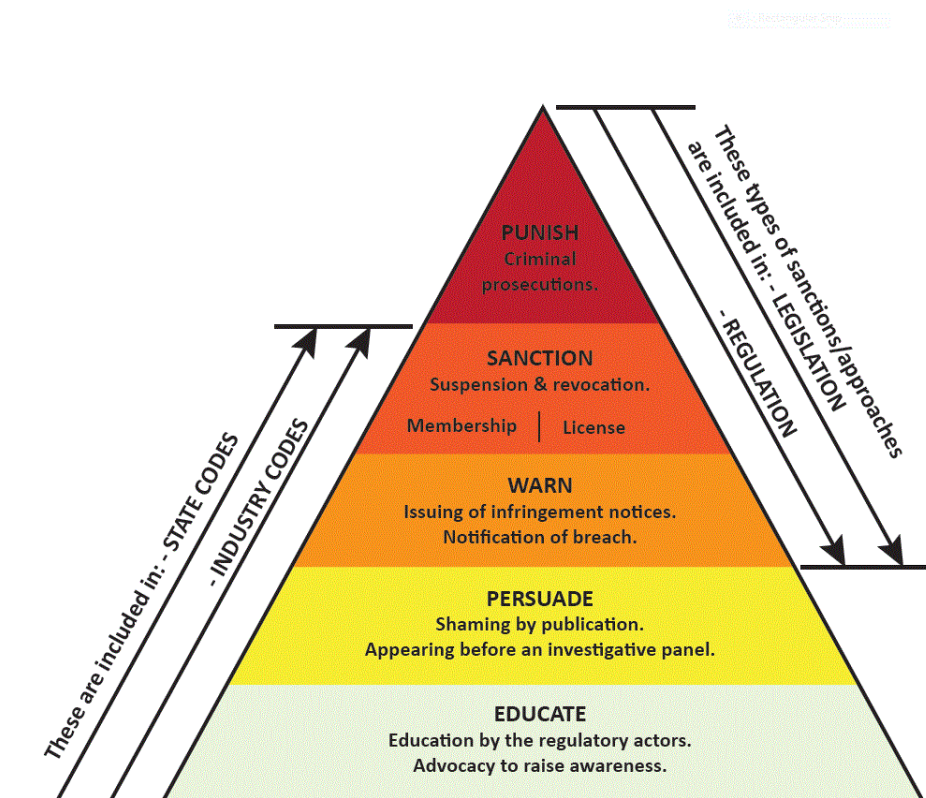 PUNISH
Criminal
prosecutions.
SANCTION
Suspension & revocation.
Membership | License
WARN
Issuing of infringement notices.
Notification of breach.
PERSUADE
Shaming by publication.
Appearing before an investigative panel.
EDUCATE
Education by the regulatory actors.
Advocacy to raise awareness.
These are included in: - STATE CODES
- INDUSTRY CODES
These types of sanctions/approaches
are included in: - LEGISLATION
- REGULATION